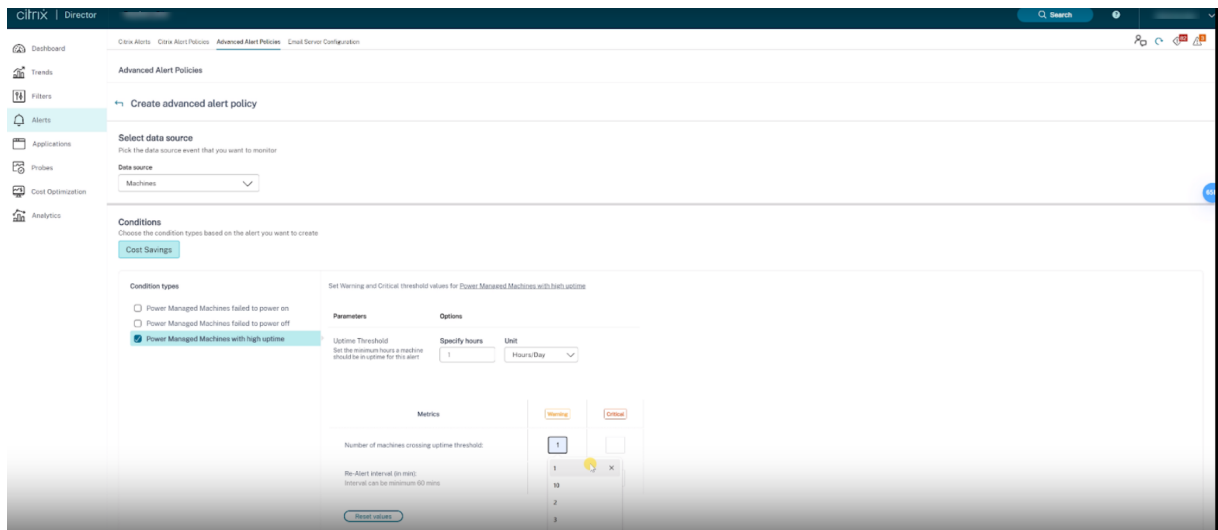 citrix | Director
Search
Dashboard
Trends
Filters
Alerts
Applications
Probes
Cost Optimization
Analytics
Citrix Alerts Citrix Alert Policies Advanced Alert Policies Email Server Configuration
Advanced Alert Policies
Create advanced alert policy
Select data source
Pick the data source event that you want to monitor
Data source
Machines
Conditions
Choose the condition types based on the alert you want to create
Cost Savings
Condition types
Power Managed Machines failed to power on
Power Managed Machines failed to power off
Power Managed Machines with high uptime
Set Warning and Critical threshold values for Power Managed Machines with high uptime
Parameters Options
Uptime Threshold
Set the minimum hours a machine
should be in uptime for this alert
Specify hours Unit
1 Hours/Day
Metrics Warning Critical
Number of machines crossing uptime threshold: 1
Re-Alert interval (in min):
Interval can be minimum 60 mins
1
10
2
3
Reset values